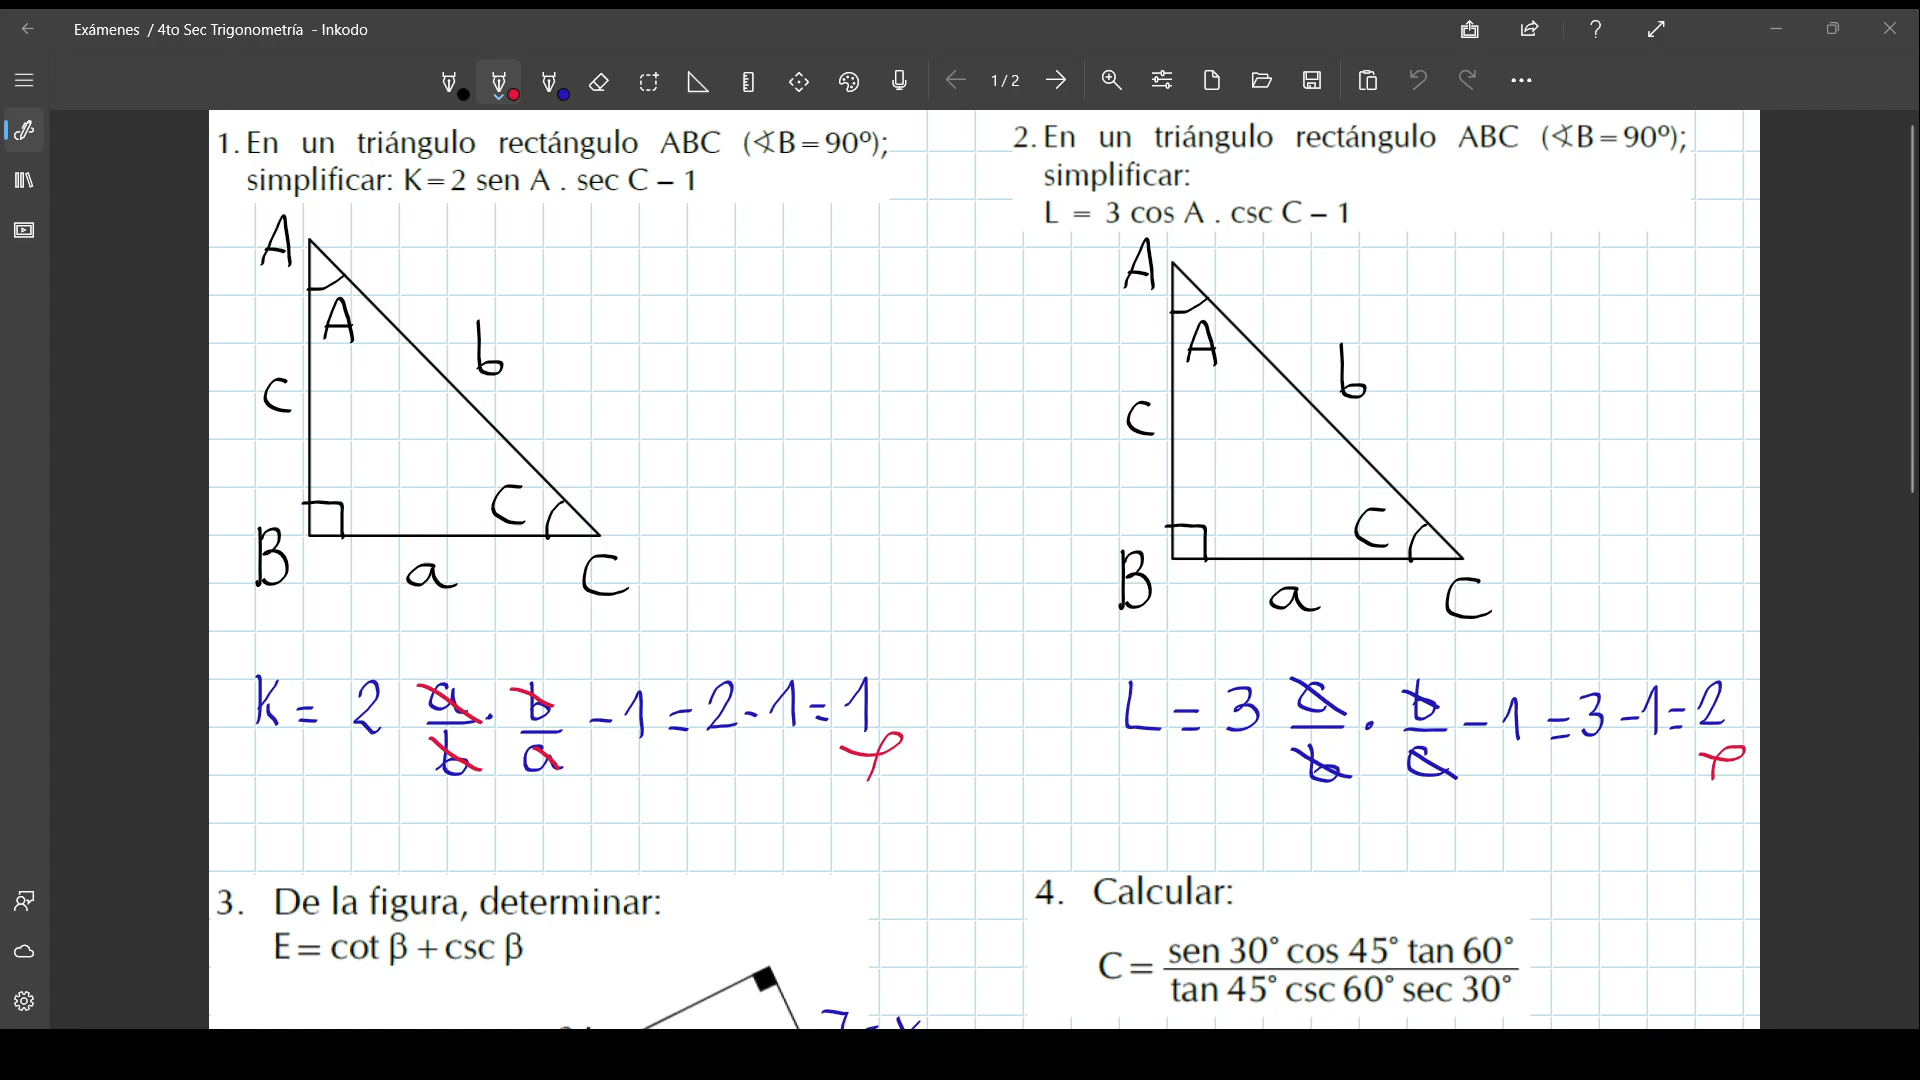 Exámenes / 4to Sec Trigonometría - Inkodo
1 / 2
1. En un triángulo rectángulo ABC (∢B = 90º);
simplificar: K = 2 sen A . sec C – 1
A
A
b
c
C
B
a
C
K = 2 a/b · b/a - 1 = 2 - 1 = 1
2. En un triángulo rectángulo ABC (∢B = 90º);
simplificar:
L = 3 cos A . csc C – 1
A
A
b
c
C
B
a
C
L = 3 c/b · b/c - 1 = 3 - 1 = 2
3. De la figura, determinar:
E = cot β + csc β
4. Calcular:
C = sen 30° cos 45° tan 60°
tan 45° csc 60° sec 30°